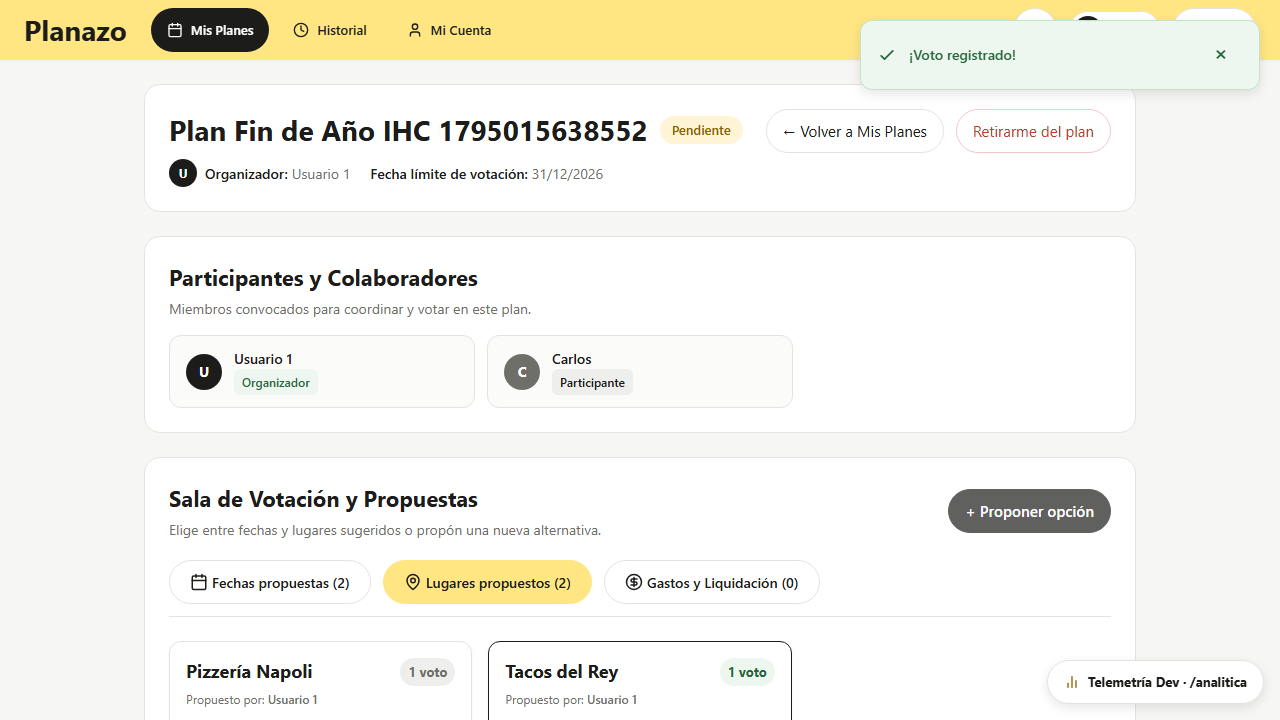 Planazo
Mis Planes
Historial
Mi Cuenta
¡Voto registrado!
Plan Fin de Año IHC 1795015638552
Pendiente
← Volver a Mis Planes
Retirarme del plan
U
Organizador: Usuario 1
Fecha límite de votación: 31/12/2026
Participantes y Colaboradores
Miembros convocados para coordinar y votar en este plan.
U
Usuario 1
Organizador
C
Carlos
Participante
Sala de Votación y Propuestas
Elige entre fechas y lugares sugeridos o propón una nueva alternativa.
+ Proponer opción
Fechas propuestas (2)
Lugares propuestos (2)
Gastos y Liquidación (0)
Pizzería Napoli
1 voto
Propuesto por: Usuario 1
Tacos del Rey
1 voto
Propuesto por: Usuario 1
Telemetría Dev · /analitica